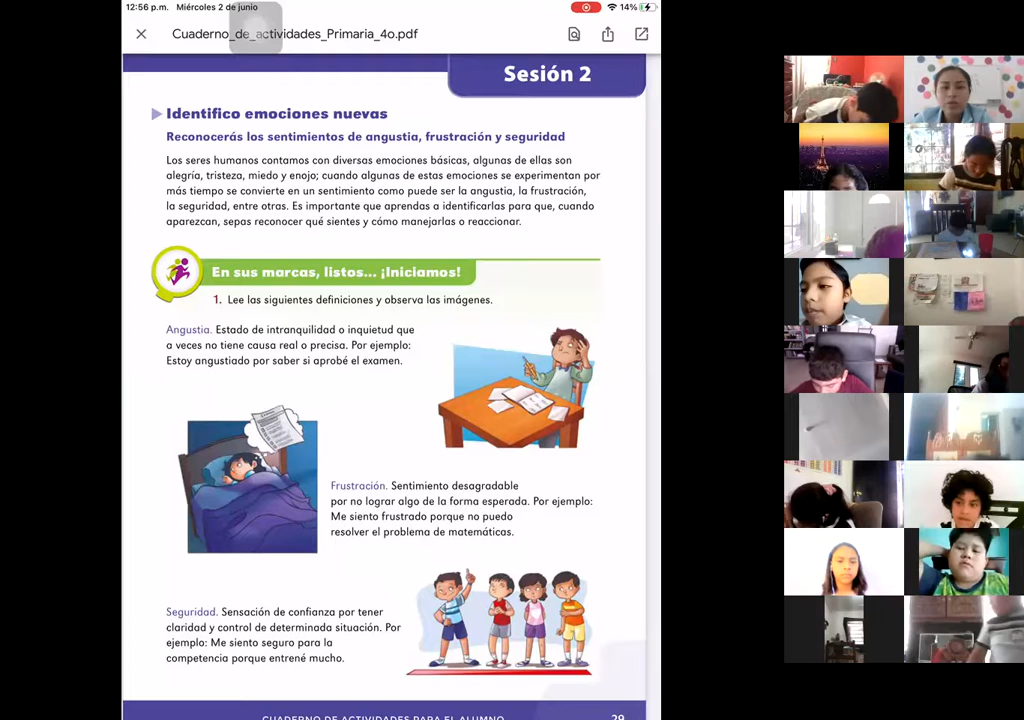 12:56 p.m. Miércoles 2 de junio
14%
Cuaderno_de_actividades_Primaria_4o.pdf
Sesión 2
Identifico emociones nuevas
Reconocerás los sentimientos de angustia, frustración y seguridad
Los seres humanos contamos con diversas emociones básicas, algunas de ellas son
alegría, tristeza, miedo y enojo; cuando algunas de estas emociones se experimentan por
más tiempo se convierte en un sentimiento como puede ser la angustia, la frustración,
la seguridad, entre otras. Es importante que aprendas a identificarlas para que, cuando
aparezcan, sepas reconocer qué sientes y cómo manejarlas o reaccionar.
En sus marcas, listos... ¡Iniciamos!
1. Lee las siguientes definiciones y observa las imágenes.
Angustia. Estado de intranquilidad o inquietud que
a veces no tiene causa real o precisa. Por ejemplo:
Estoy angustiado por saber si aprobé el examen.
Frustración. Sentimiento desagradable
por no lograr algo de la forma esperada. Por ejemplo:
Me siento frustrado porque no puedo
resolver el problema de matemáticas.
Seguridad. Sensación de confianza por tener
claridad y control de determinada situación. Por
ejemplo: Me siento seguro para la
competencia porque entrené mucho.
CUADERNO DE ACTIVIDADES PARA EL ALUMNO 29